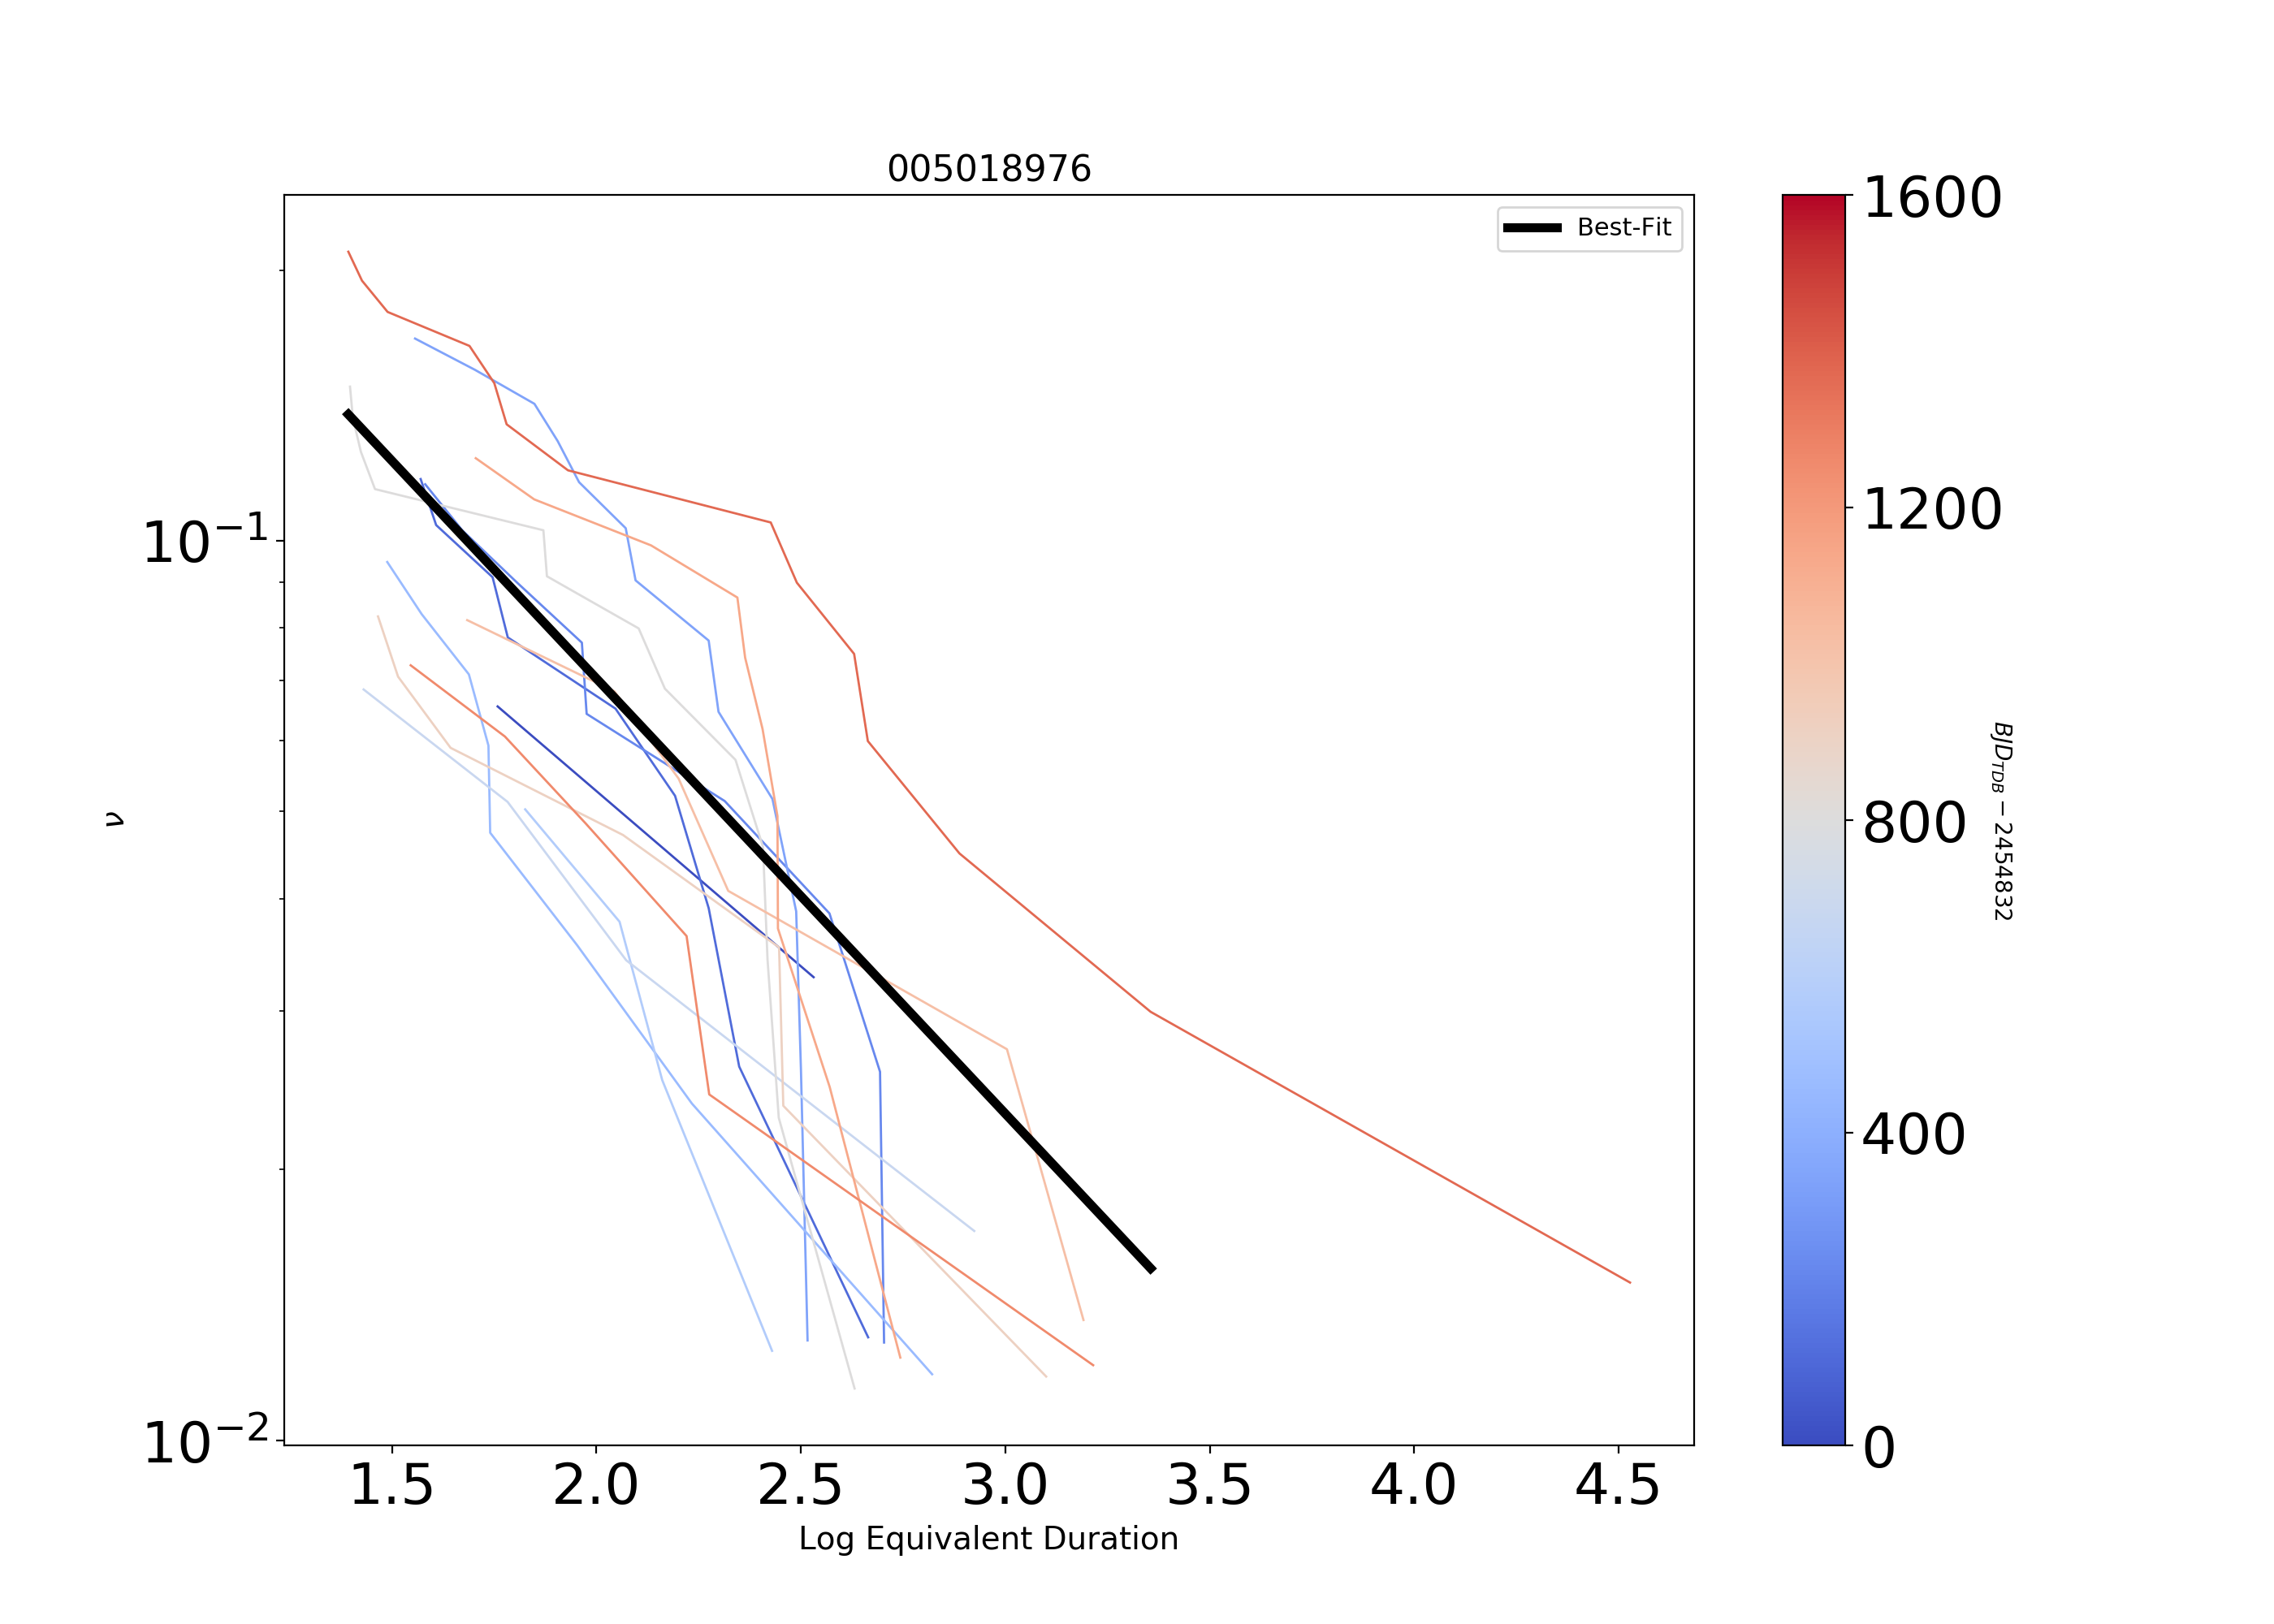 005018976
Best-Fit
10⁻¹
10⁻²
ν
1.5 2.0 2.5 3.0 3.5 4.0 4.5
Log Equivalent Duration
1600
1200
800
400
0
BJD_TDB − 2454832